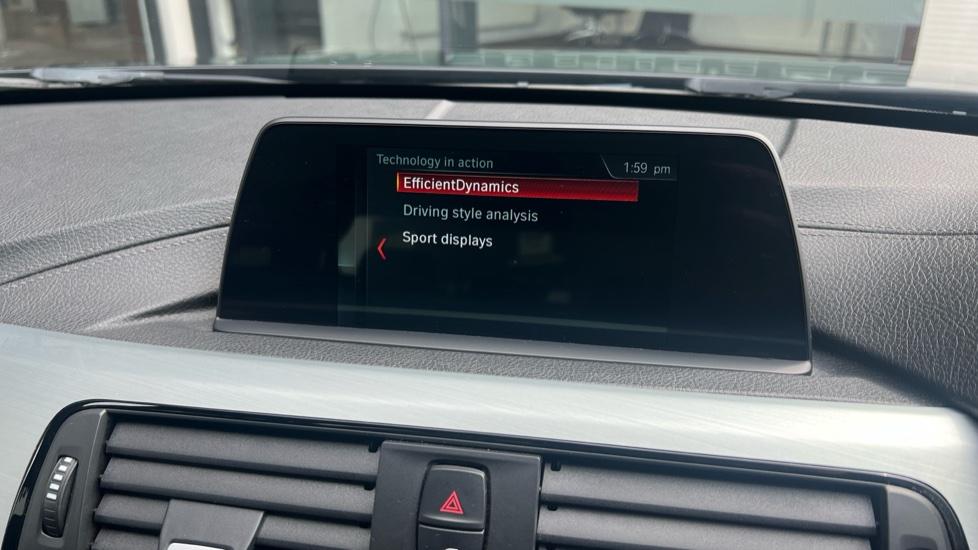 Technology in action
1:59 pm
EfficientDynamics
Driving style analysis
Sport displays